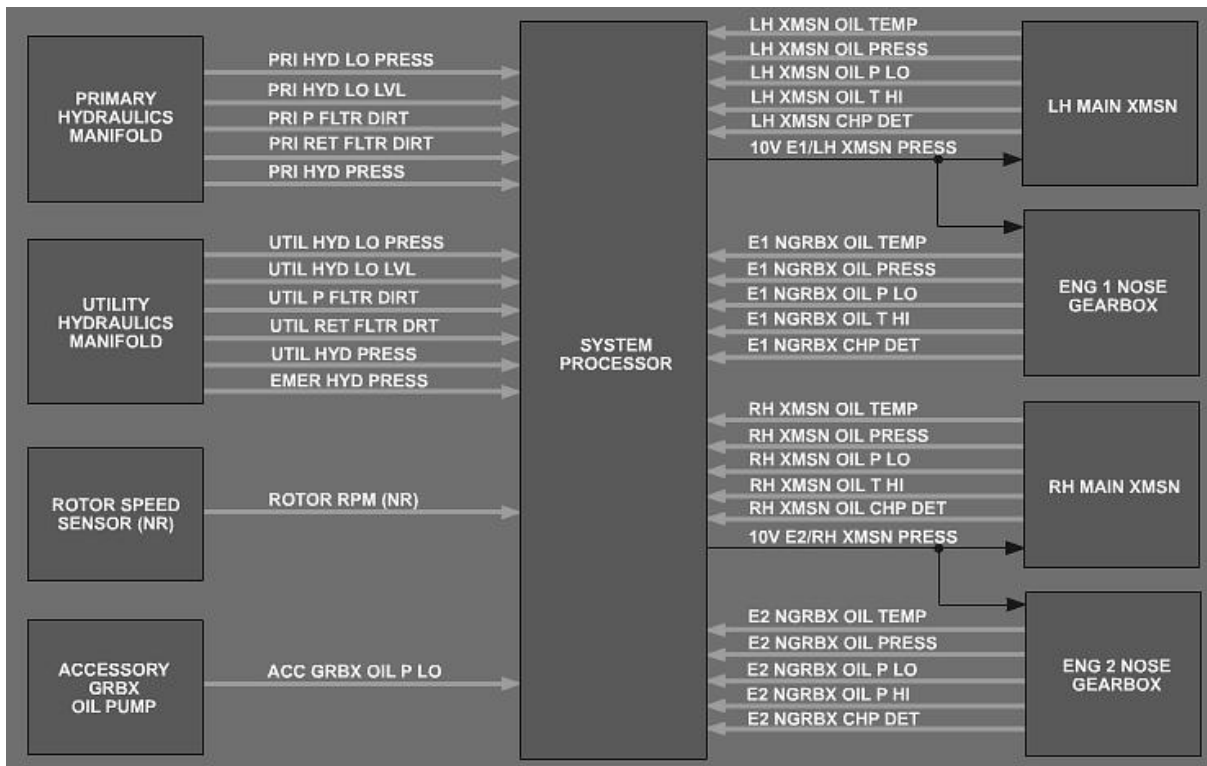 PRIMARY
HYDRAULICS
MANIFOLD
PRI HYD LO PRESS
PRI HYD LO LVL
PRI P FLTR DIRT
PRI RET FLTR DIRT
PRI HYD PRESS
UTILITY
HYDRAULICS
MANIFOLD
UTIL HYD LO PRESS
UTIL HYD LO LVL
UTIL P FLTR DIRT
UTIL RET FLTR DRT
UTIL HYD PRESS
EMER HYD PRESS
ROTOR SPEED
SENSOR (NR)
ROTOR RPM (NR)
ACCESSORY
GRBX
OIL PUMP
ACC GRBX OIL P LO
SYSTEM
PROCESSOR
LH XMSN OIL TEMP
LH XMSN OIL PRESS
LH XMSN OIL P LO
LH XMSN OIL T HI
LH XMSN CHP DET
10V E1/LH XMSN PRESS
LH MAIN XMSN
E1 NGRBX OIL TEMP
E1 NGRBX OIL PRESS
E1 NGRBX OIL P LO
E1 NGRBX OIL T HI
E1 NGRBX CHP DET
ENG 1 NOSE
GEARBOX
RH XMSN OIL TEMP
RH XMSN OIL PRESS
RH XMSN OIL P LO
RH XMSN OIL T HI
RH XMSN OIL CHP DET
10V E2/RH XMSN PRESS
RH MAIN XMSN
E2 NGRBX OIL TEMP
E2 NGRBX OIL PRESS
E2 NGRBX OIL P LO
E2 NGRBX OIL P HI
E2 NGRBX CHP DET
ENG 2 NOSE
GEARBOX